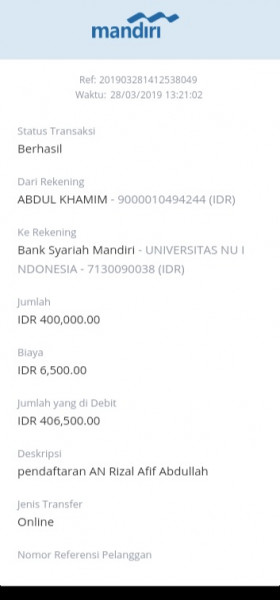 mandiri
Ref: 201903281412538049
Waktu: 28/03/2019 13:21:02
Status Transaksi
Berhasil
Dari Rekening
ABDUL KHAMIM - 9000010494244 (IDR)
Ke Rekening
Bank Syariah Mandiri - UNIVERSITAS NU I
NDONESIA - 7130090038 (IDR)
Jumlah
IDR 400,000.00
Biaya
IDR 6,500.00
Jumlah yang di Debit
IDR 406,500.00
Deskripsi
pendaftaran AN Rizal Afif Abdullah
Jenis Transfer
Online
Nomor Referensi Pelanggan